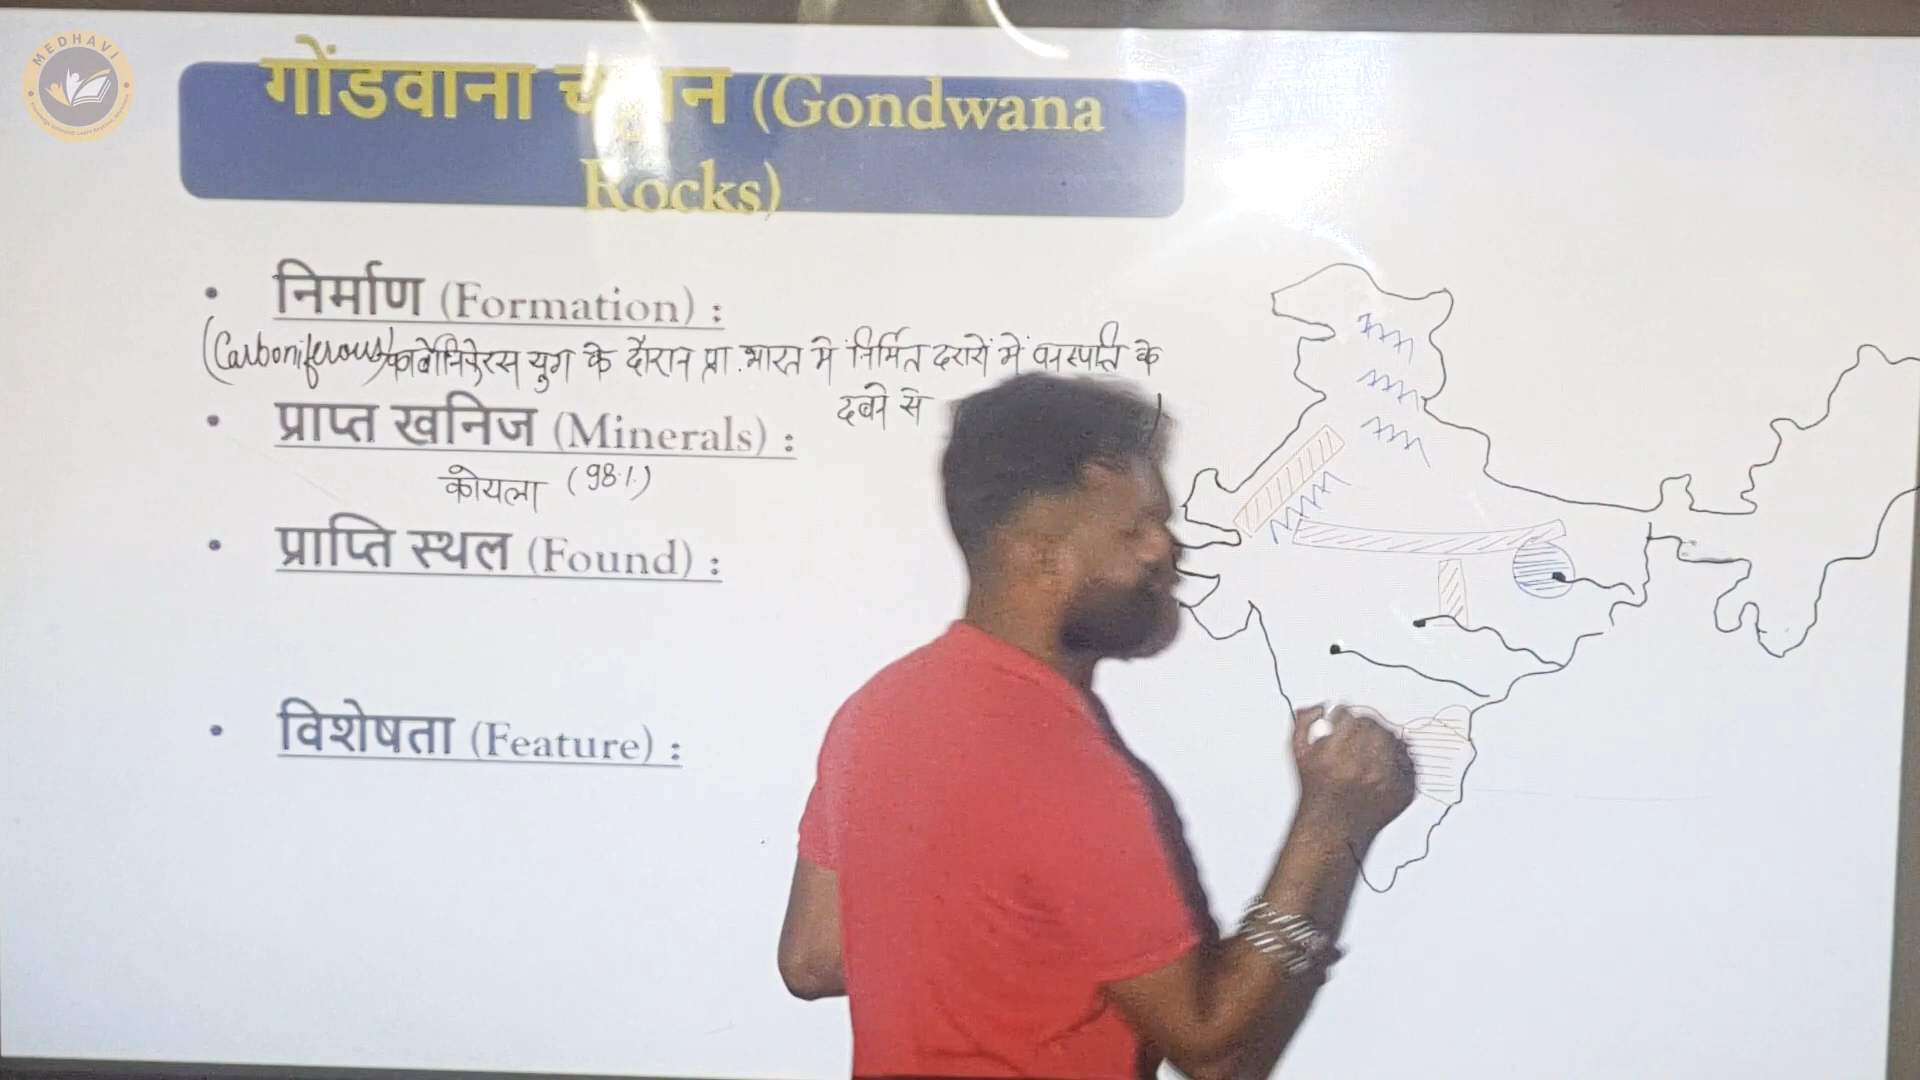 MEDHAVI
गोंडवाना (Gondwana
Rocks)
• निर्माण (Formation) :
(Carboniferous) कार्बोनिफेरस युग के दौरान प्रा. भारत में निर्मित दरारों में वनस्पति के
दबने से
• प्राप्त खनिज (Minerals) :
कोयला (98%)
• प्राप्ति स्थल (Found) :
• विशेषता (Feature) :